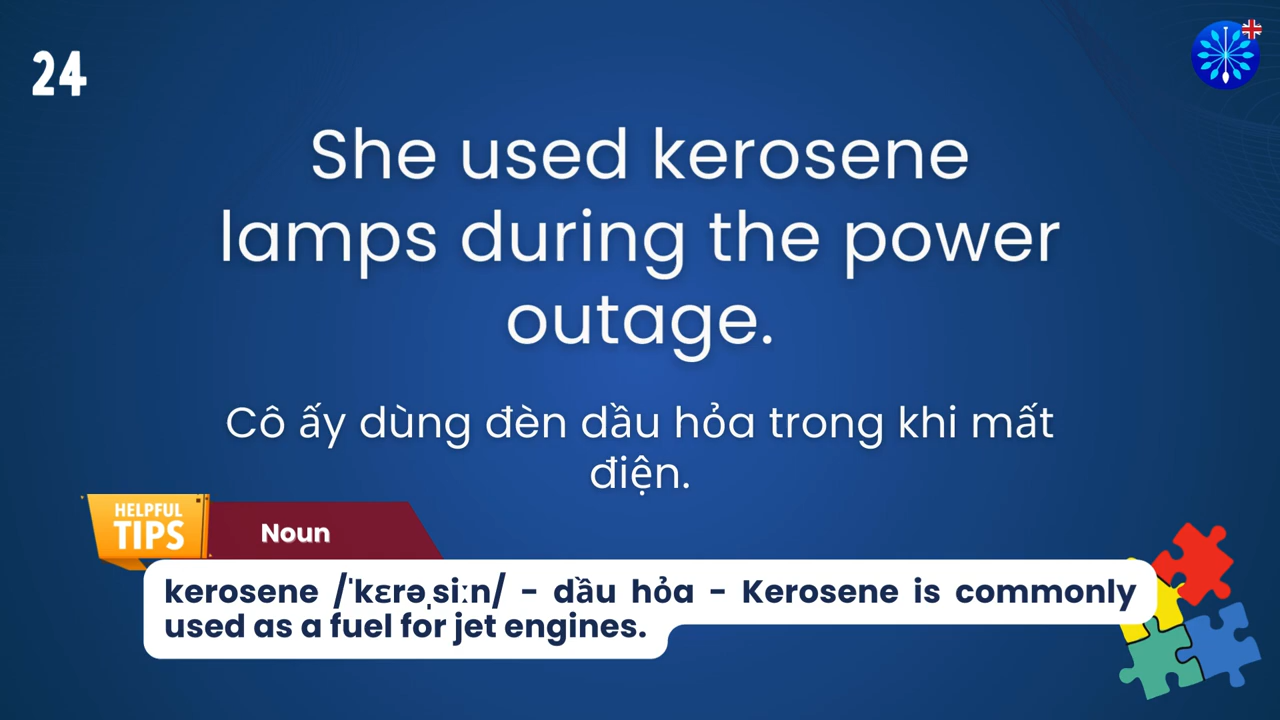 24
She used kerosene
lamps during the power
outage.
Cô ấy dùng đèn dầu hỏa trong khi mất
điện.
HELPFUL
TIPS
Noun
kerosene /ˈkɛrəˌsiːn/ - dầu hỏa - Kerosene is commonly
used as a fuel for jet engines.